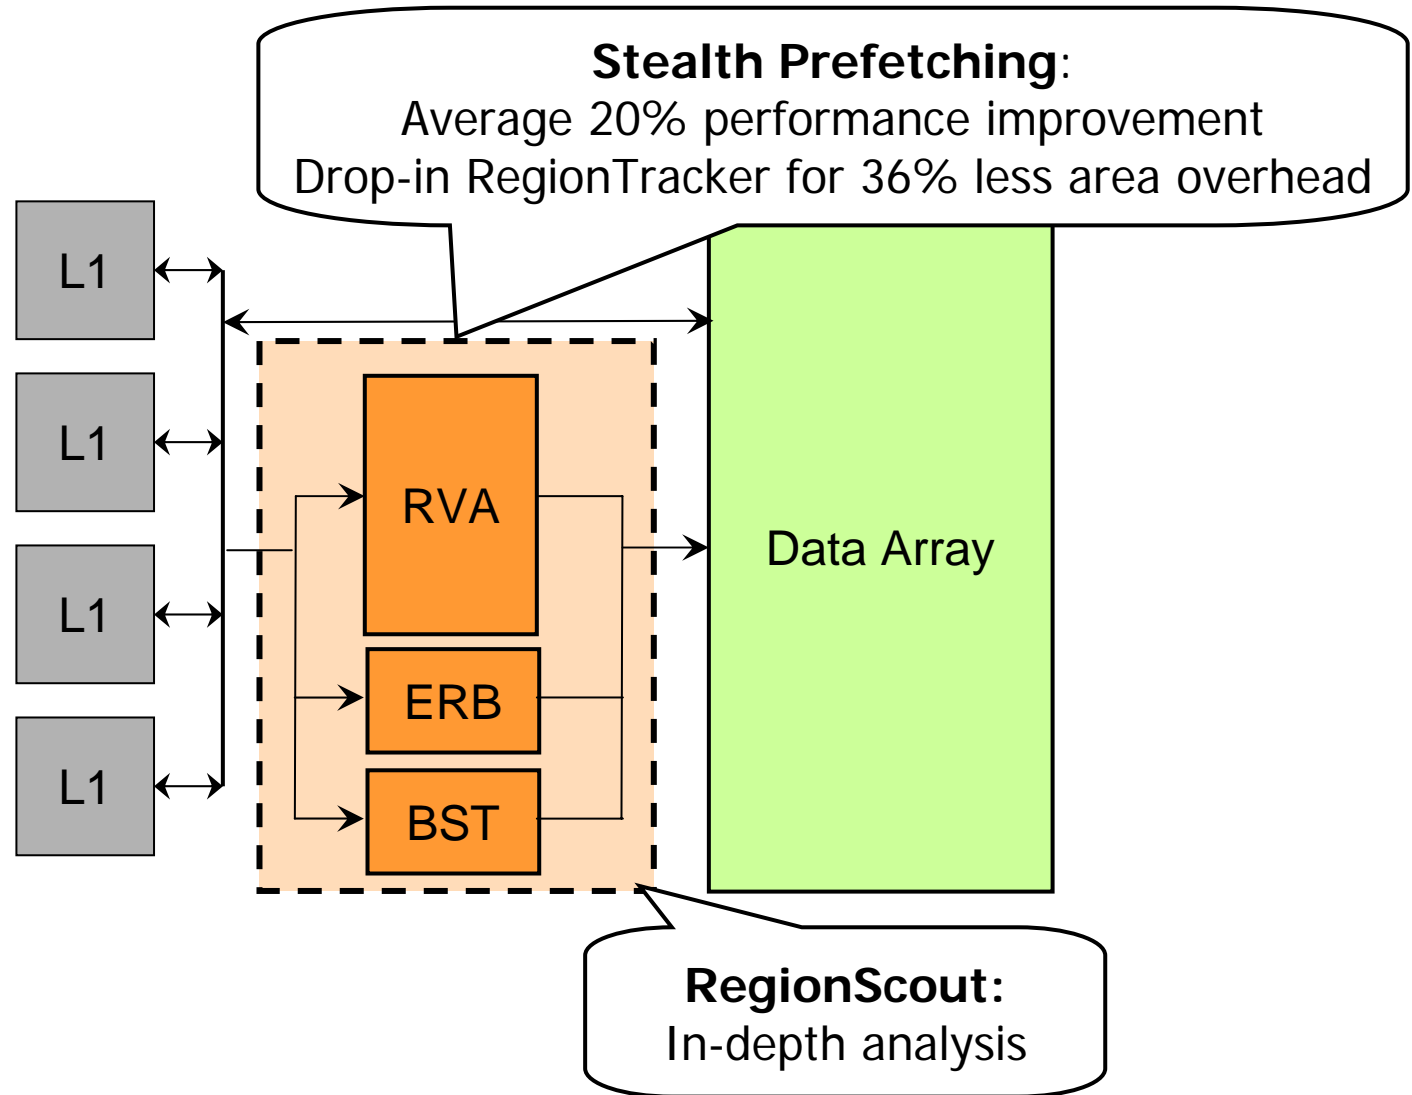 Stealth Prefetching:
Average 20% performance improvement
Drop-in RegionTracker for 36% less area overhead
L1
L1
L1
L1
RVA
ERB
BST
Data Array
RegionScout:
In-depth analysis